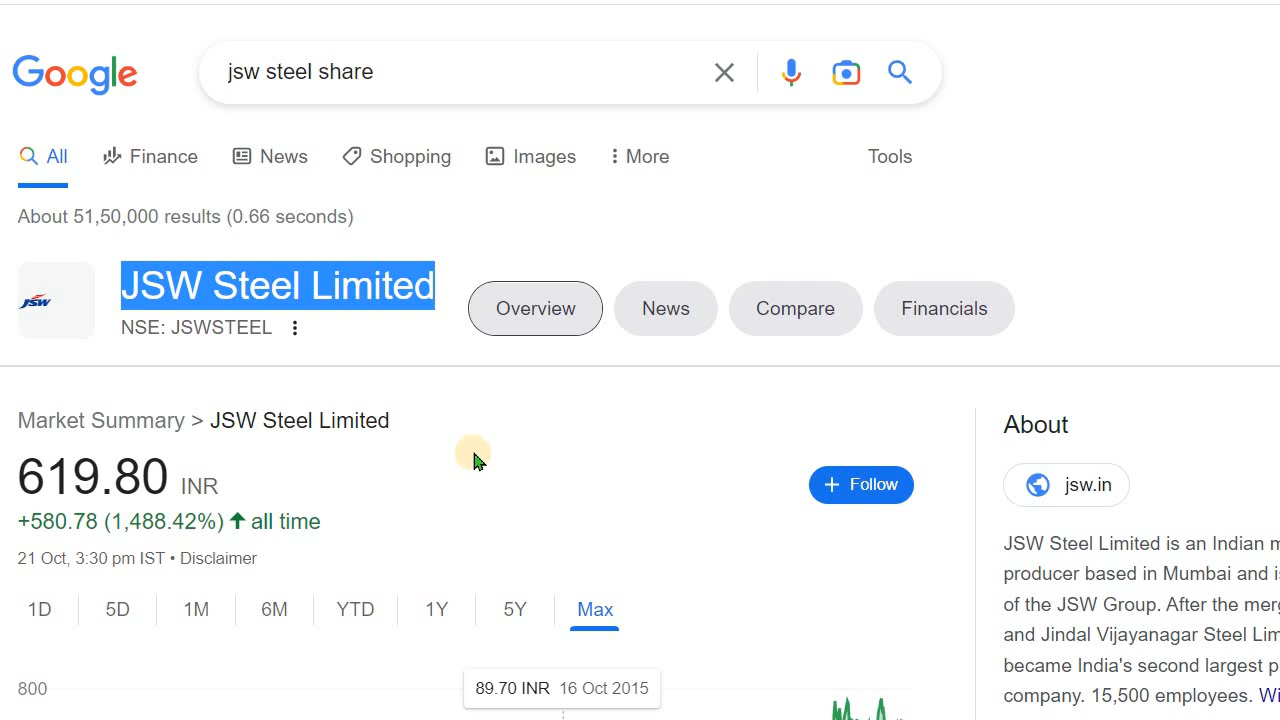 Google
jsw steel share
All Finance News Shopping Images More Tools
About 51,50,000 results (0.66 seconds)
JSW
JSW Steel Limited
NSE: JSWSTEEL
Overview News Compare Financials
Market Summary > JSW Steel Limited
619.80 INR
+ Follow
+580.78 (1,488.42%) all time
21 Oct, 3:30 pm IST • Disclaimer
1D 5D 1M 6M YTD 1Y 5Y Max
800
89.70 INR 16 Oct 2015
About
jsw.in
JSW Steel Limited is an Indian
producer based in Mumbai and
of the JSW Group. After the
and Jindal Vijayanagar Steel
became India's second largest
company. 15,500 employees.